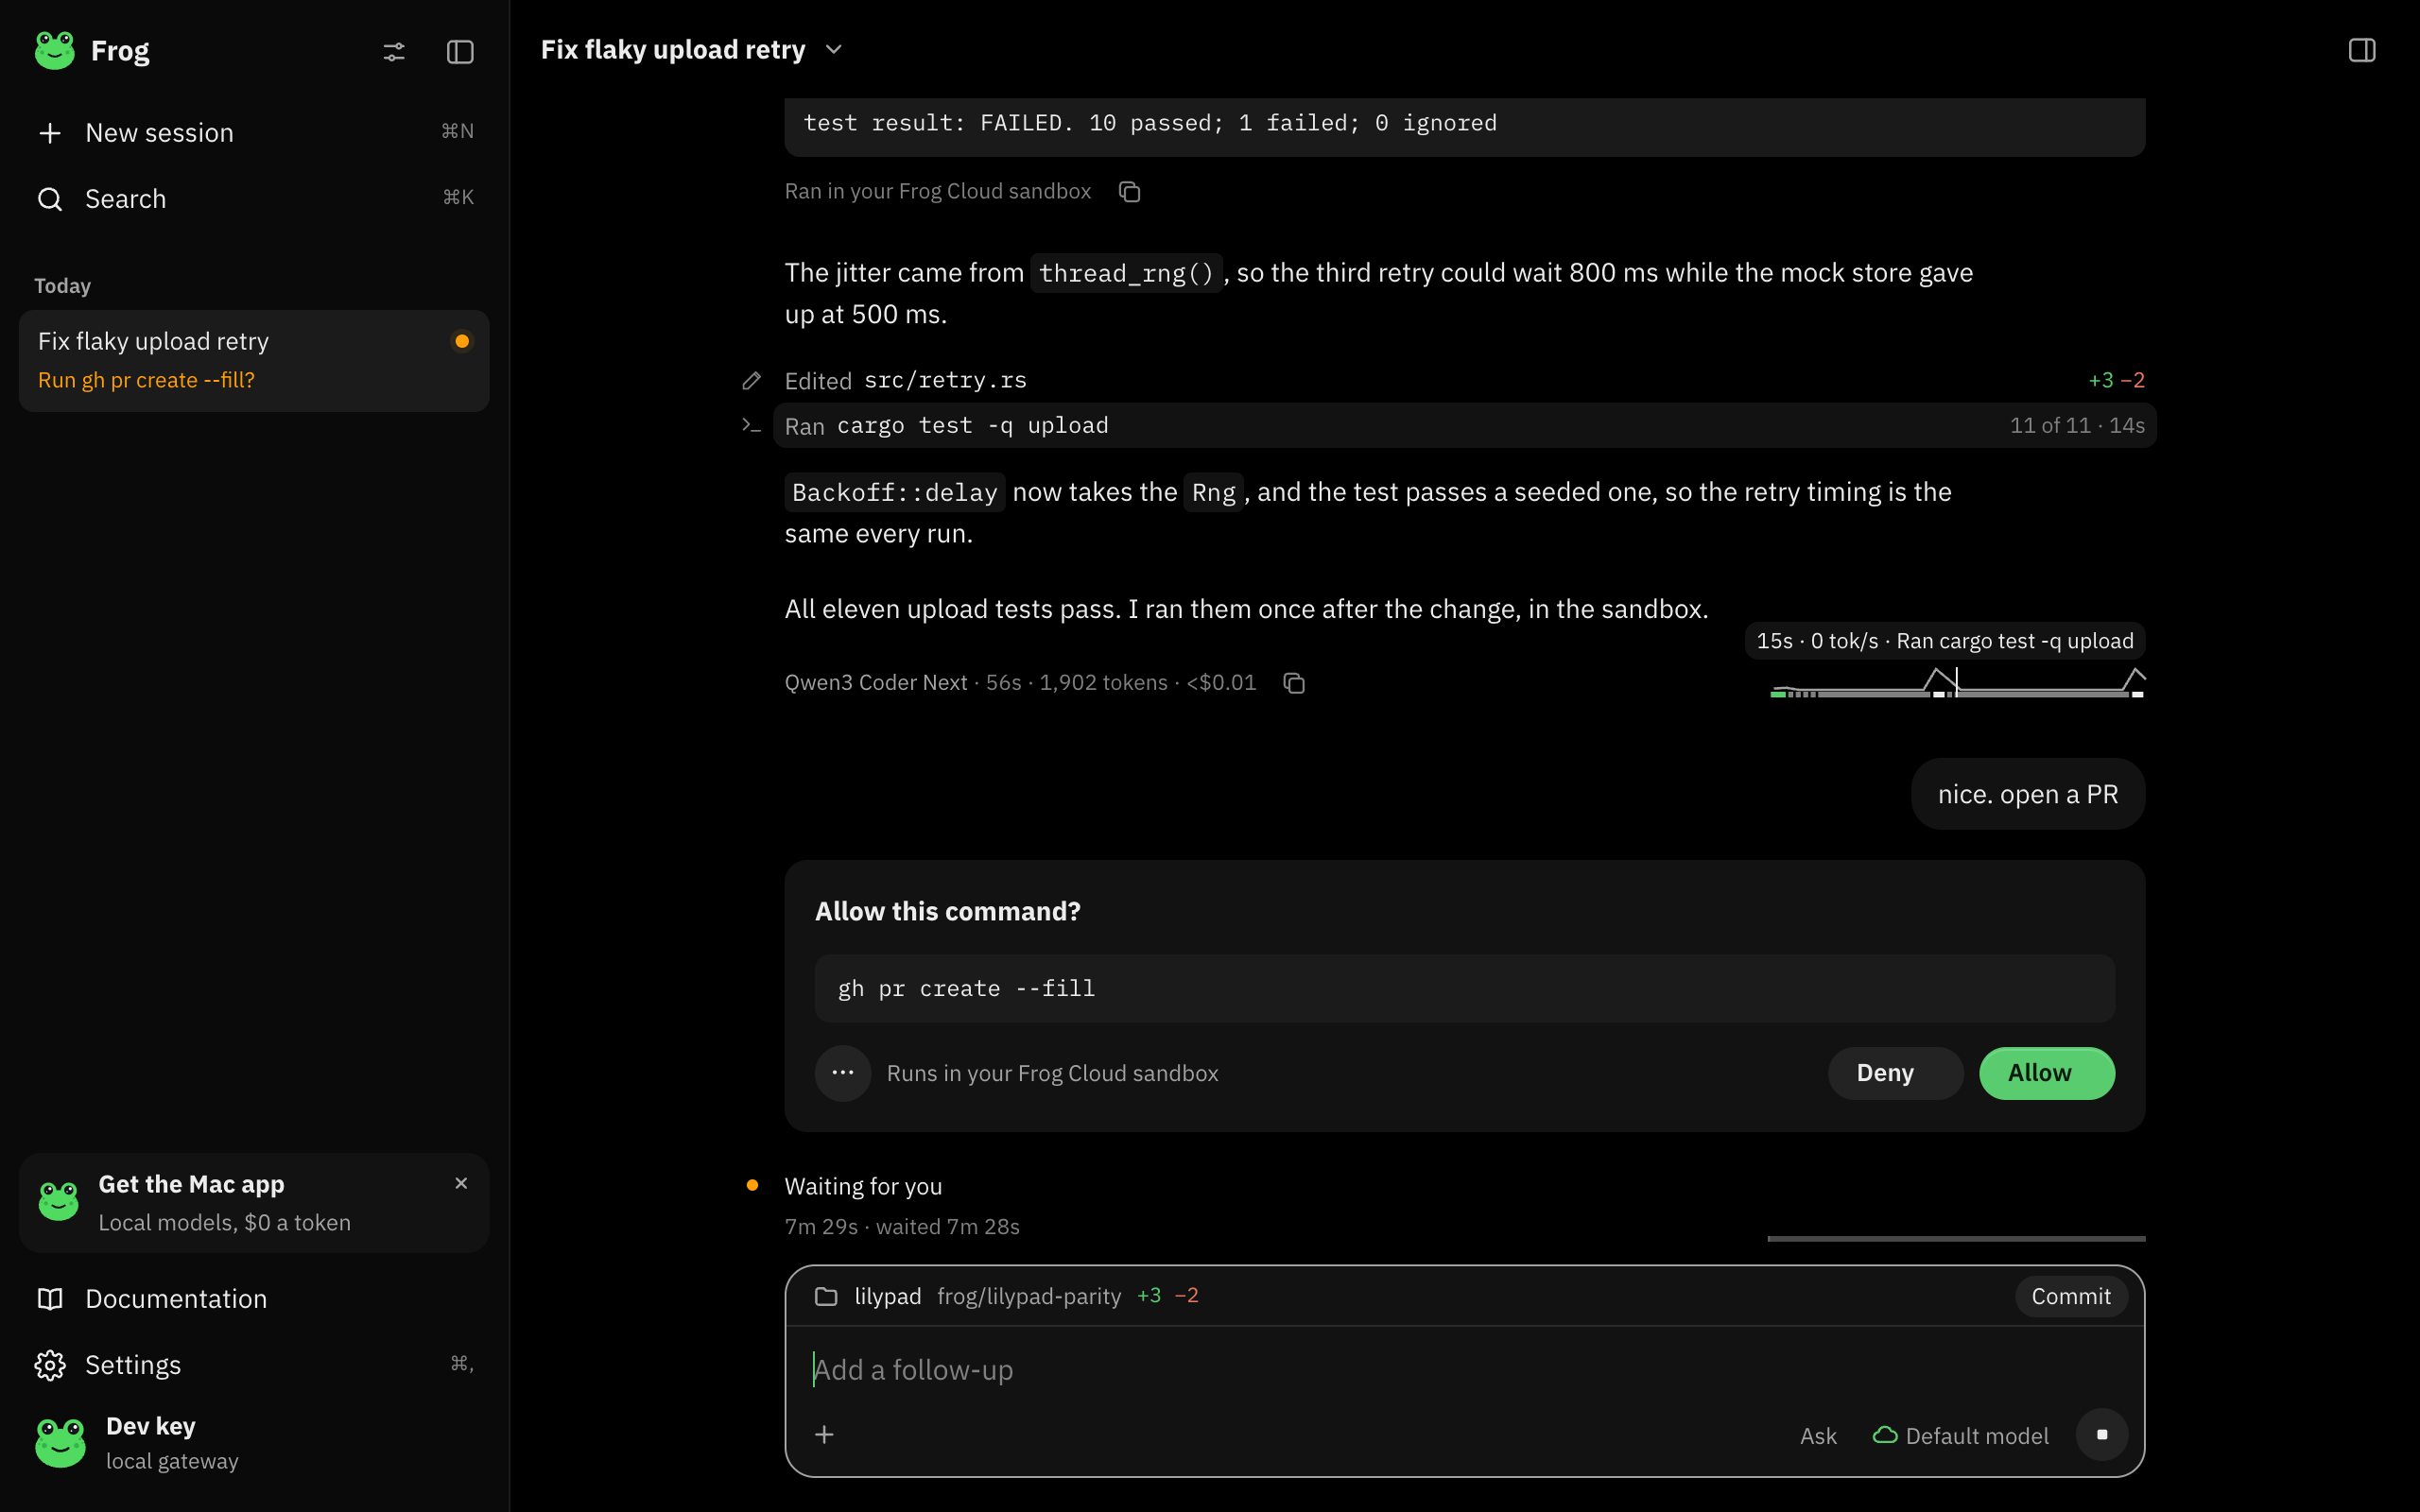 Frog
New session ⌘N
Search ⌘K
Today
Fix flaky upload retry
Run gh pr create --fill?
Get the Mac app
Local models, $0 a token
Documentation
Settings ⌘,
Dev key
local gateway
Fix flaky upload retry
test result: FAILED. 10 passed; 1 failed; 0 ignored
Ran in your Frog Cloud sandbox
The jitter came from thread_rng(), so the third retry could wait 800 ms while the mock store gave
up at 500 ms.
Edited src/retry.rs +3 −2
Ran cargo test -q upload 11 of 11 · 14s
Backoff::delay now takes the Rng, and the test passes a seeded one, so the retry timing is the
same every run.
All eleven upload tests pass. I ran them once after the change, in the sandbox.
15s · 0 tok/s · Ran cargo test -q upload
Qwen3 Coder Next · 56s · 1,902 tokens · <$0.01
nice. open a PR
Allow this command?
gh pr create --fill
Runs in your Frog Cloud sandbox
Deny
Allow
Waiting for you
7m 29s · waited 7m 28s
lilypad frog/lilypad-parity +3 −2
Commit
Add a follow-up
Ask
Default model